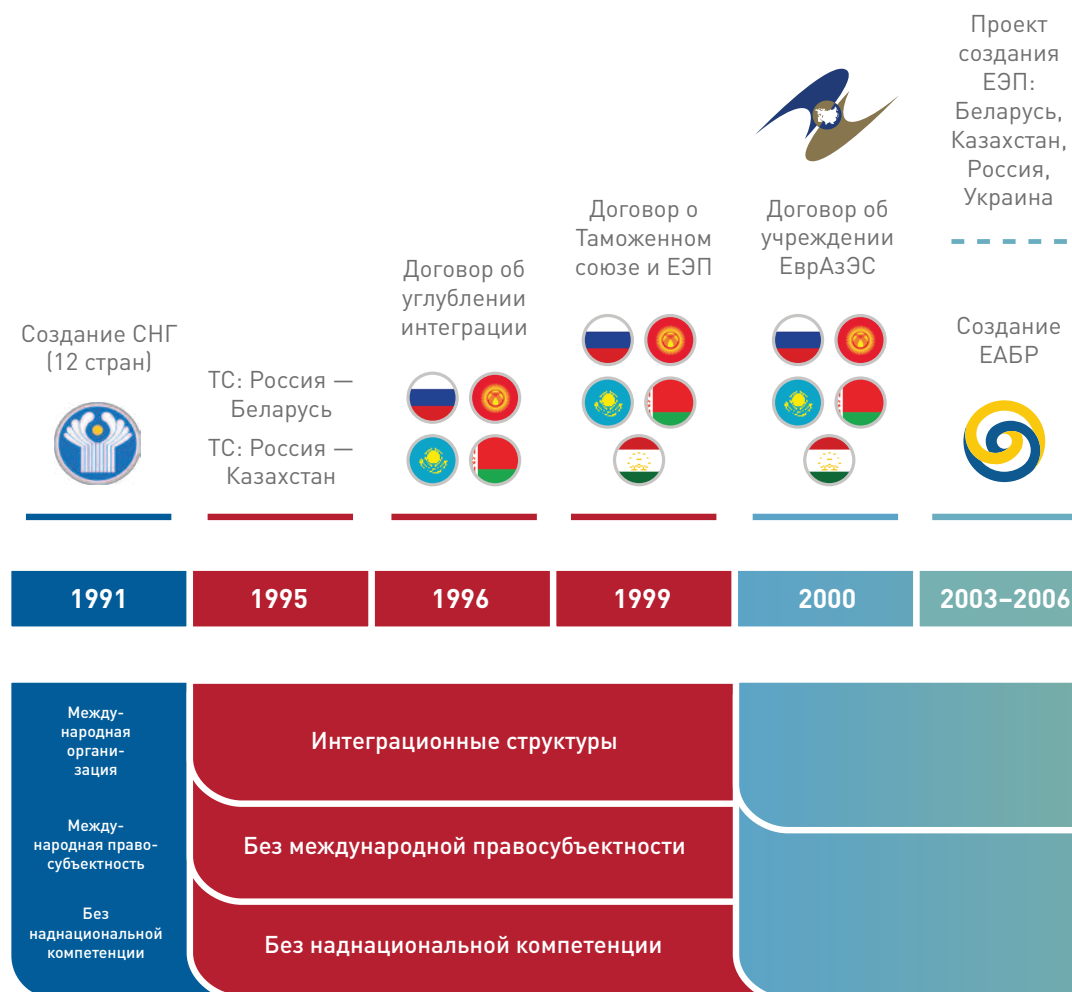 Создание СНГ
(12 стран)
ТС: Россия —
Беларусь
ТС: Россия —
Казахстан
Договор об
углублении
интеграции
Договор о
Таможенном
союзе и ЕЭП
Договор об
учреждении
ЕврАзЭС
Проект
создания
ЕЭП:
Беларусь,
Казахстан,
Россия,
Украина
Создание
ЕАБР
1991
1995
1996
1999
2000
2003–2006
Между-
народная
органи-
зация
Между-
народная право-
субъектность
Без
наднациональной
компетенции
Интеграционные структуры
Без международной правосубъектности
Без наднациональной компетенции